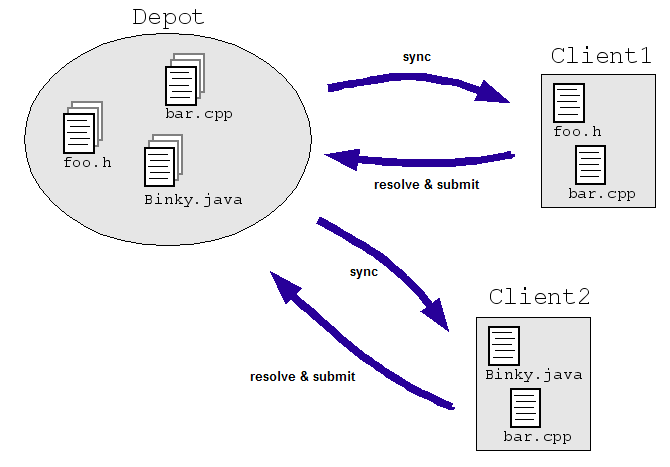 Depot
bar.cpp
foo.h
Binky.java
sync
Client1
foo.h
bar.cpp
resolve & submit
sync
Client2
Binky.java
bar.cpp
resolve & submit